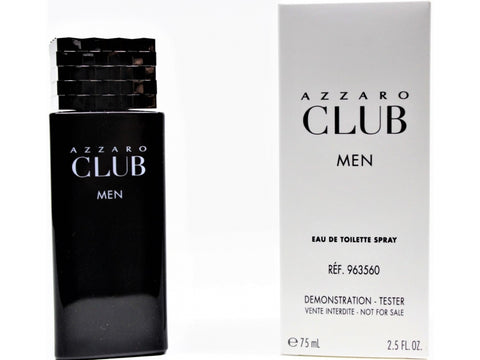 AZZARO
CLUB
MEN
AZZARO
CLUB
MEN
EAU DE TOILETTE SPRAY
RÉF. 963560
DEMONSTRATION - TESTER
VENTE INTERDITE - NOT FOR SALE
℮ 75 mL 2.5 FL. OZ.